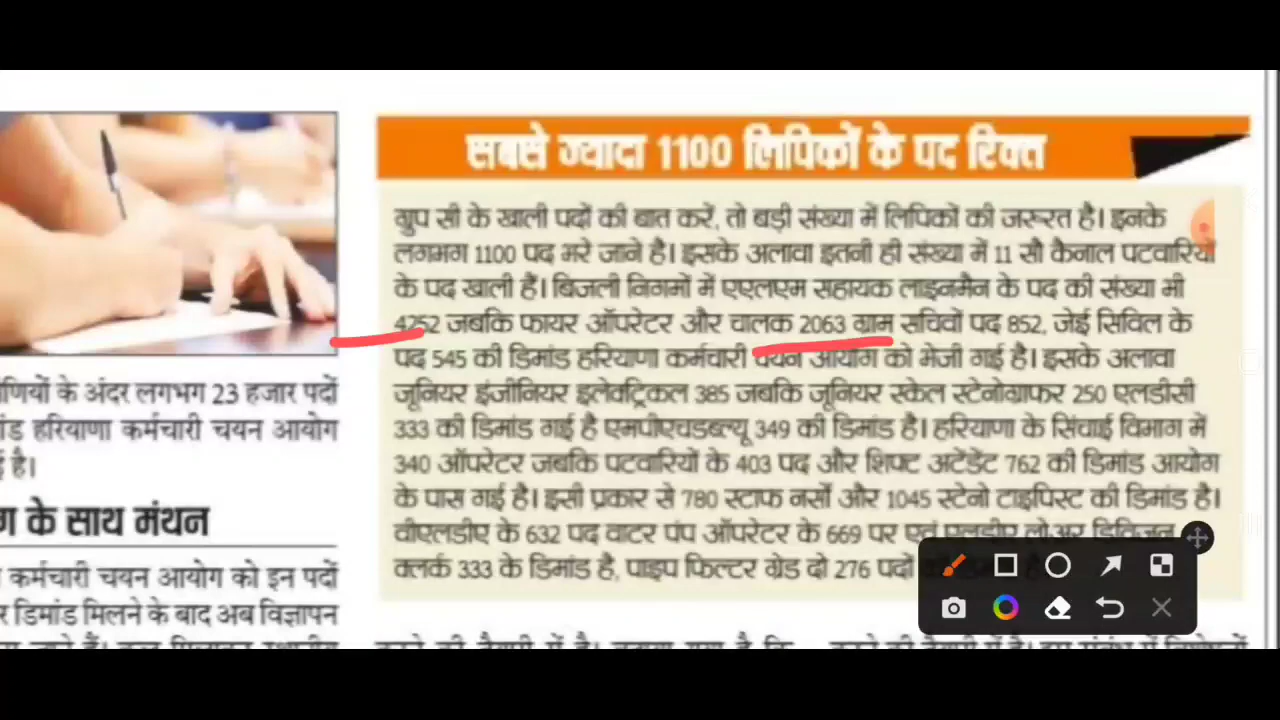 सबसे ज्यादा 1100 लिपिकों के पद रिक्त
ग्रुप सी के खाली पदों की बात करें, तो बड़ी संख्या में लिपिकों की जरूरत है। इनके
लगभग 1100 पद भरे जाने है। इसके अलावा इतनी ही संख्या में 11 सौ कैनाल पटवारियों
के पद खाली हैं। बिजली निगमों में एएलएम सहायक लाइनमैन के पद की संख्या भी
4252 जबकि फायर ऑपरेटर और चालक 2063 ग्राम सचिवों पद 852, जेई सिविल के
पद 545 की डिमांड हरियाणा कर्मचारी चयन आयोग को भेजी गई है। इसके अलावा
जूनियर इंजीनियर इलेक्ट्रिकल 385 जबकि जूनियर स्केल स्टेनोग्राफर 250 एलडीसी
333 की डिमांड गई है एमपीएचडब्ल्यू 349 की डिमांड है। हरियाणा के सिंचाई विभाग में
340 ऑपरेटर जबकि पटवारियों के 403 पद और शिफ्ट अटेंडेंट 762 की डिमांड आयोग
के पास गई है। इसी प्रकार से 780 स्टाफ नर्सों और 1045 स्टेनो टाइपिस्ट की डिमांड है।
वीएलडीए के 632 पद वाटर पंप ऑपरेटर के 669 पर एवं एलडीए लोअर डिविजन
क्लर्क 333 के डिमांड है, पाइप फिल्टर ग्रेड दो 276 पदों
णियों के अंदर लगभग 23 हजार पदों
ांड हरियाणा कर्मचारी चयन आयोग
ई है।
ग के साथ मंथन
कर्मचारी चयन आयोग को इन पदों
र डिमांड मिलने के बाद अब विज्ञापन